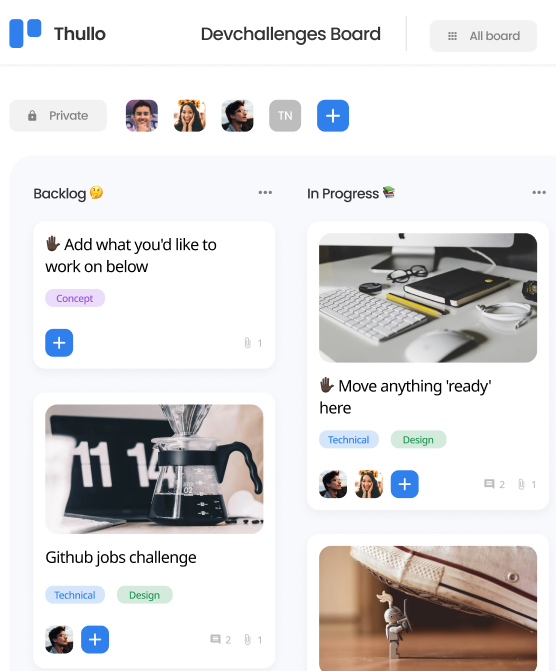 Thullo
Devchallenges Board
All board
Private
TN
Backlog 🤔
In Progress 📚
🖐🏿 Add what you'd like to
work on below
Concept
1
11 14
Github jobs challenge
Technical
Design
2
1
🖐🏿 Move anything 'ready'
here
Technical
Design
2
1